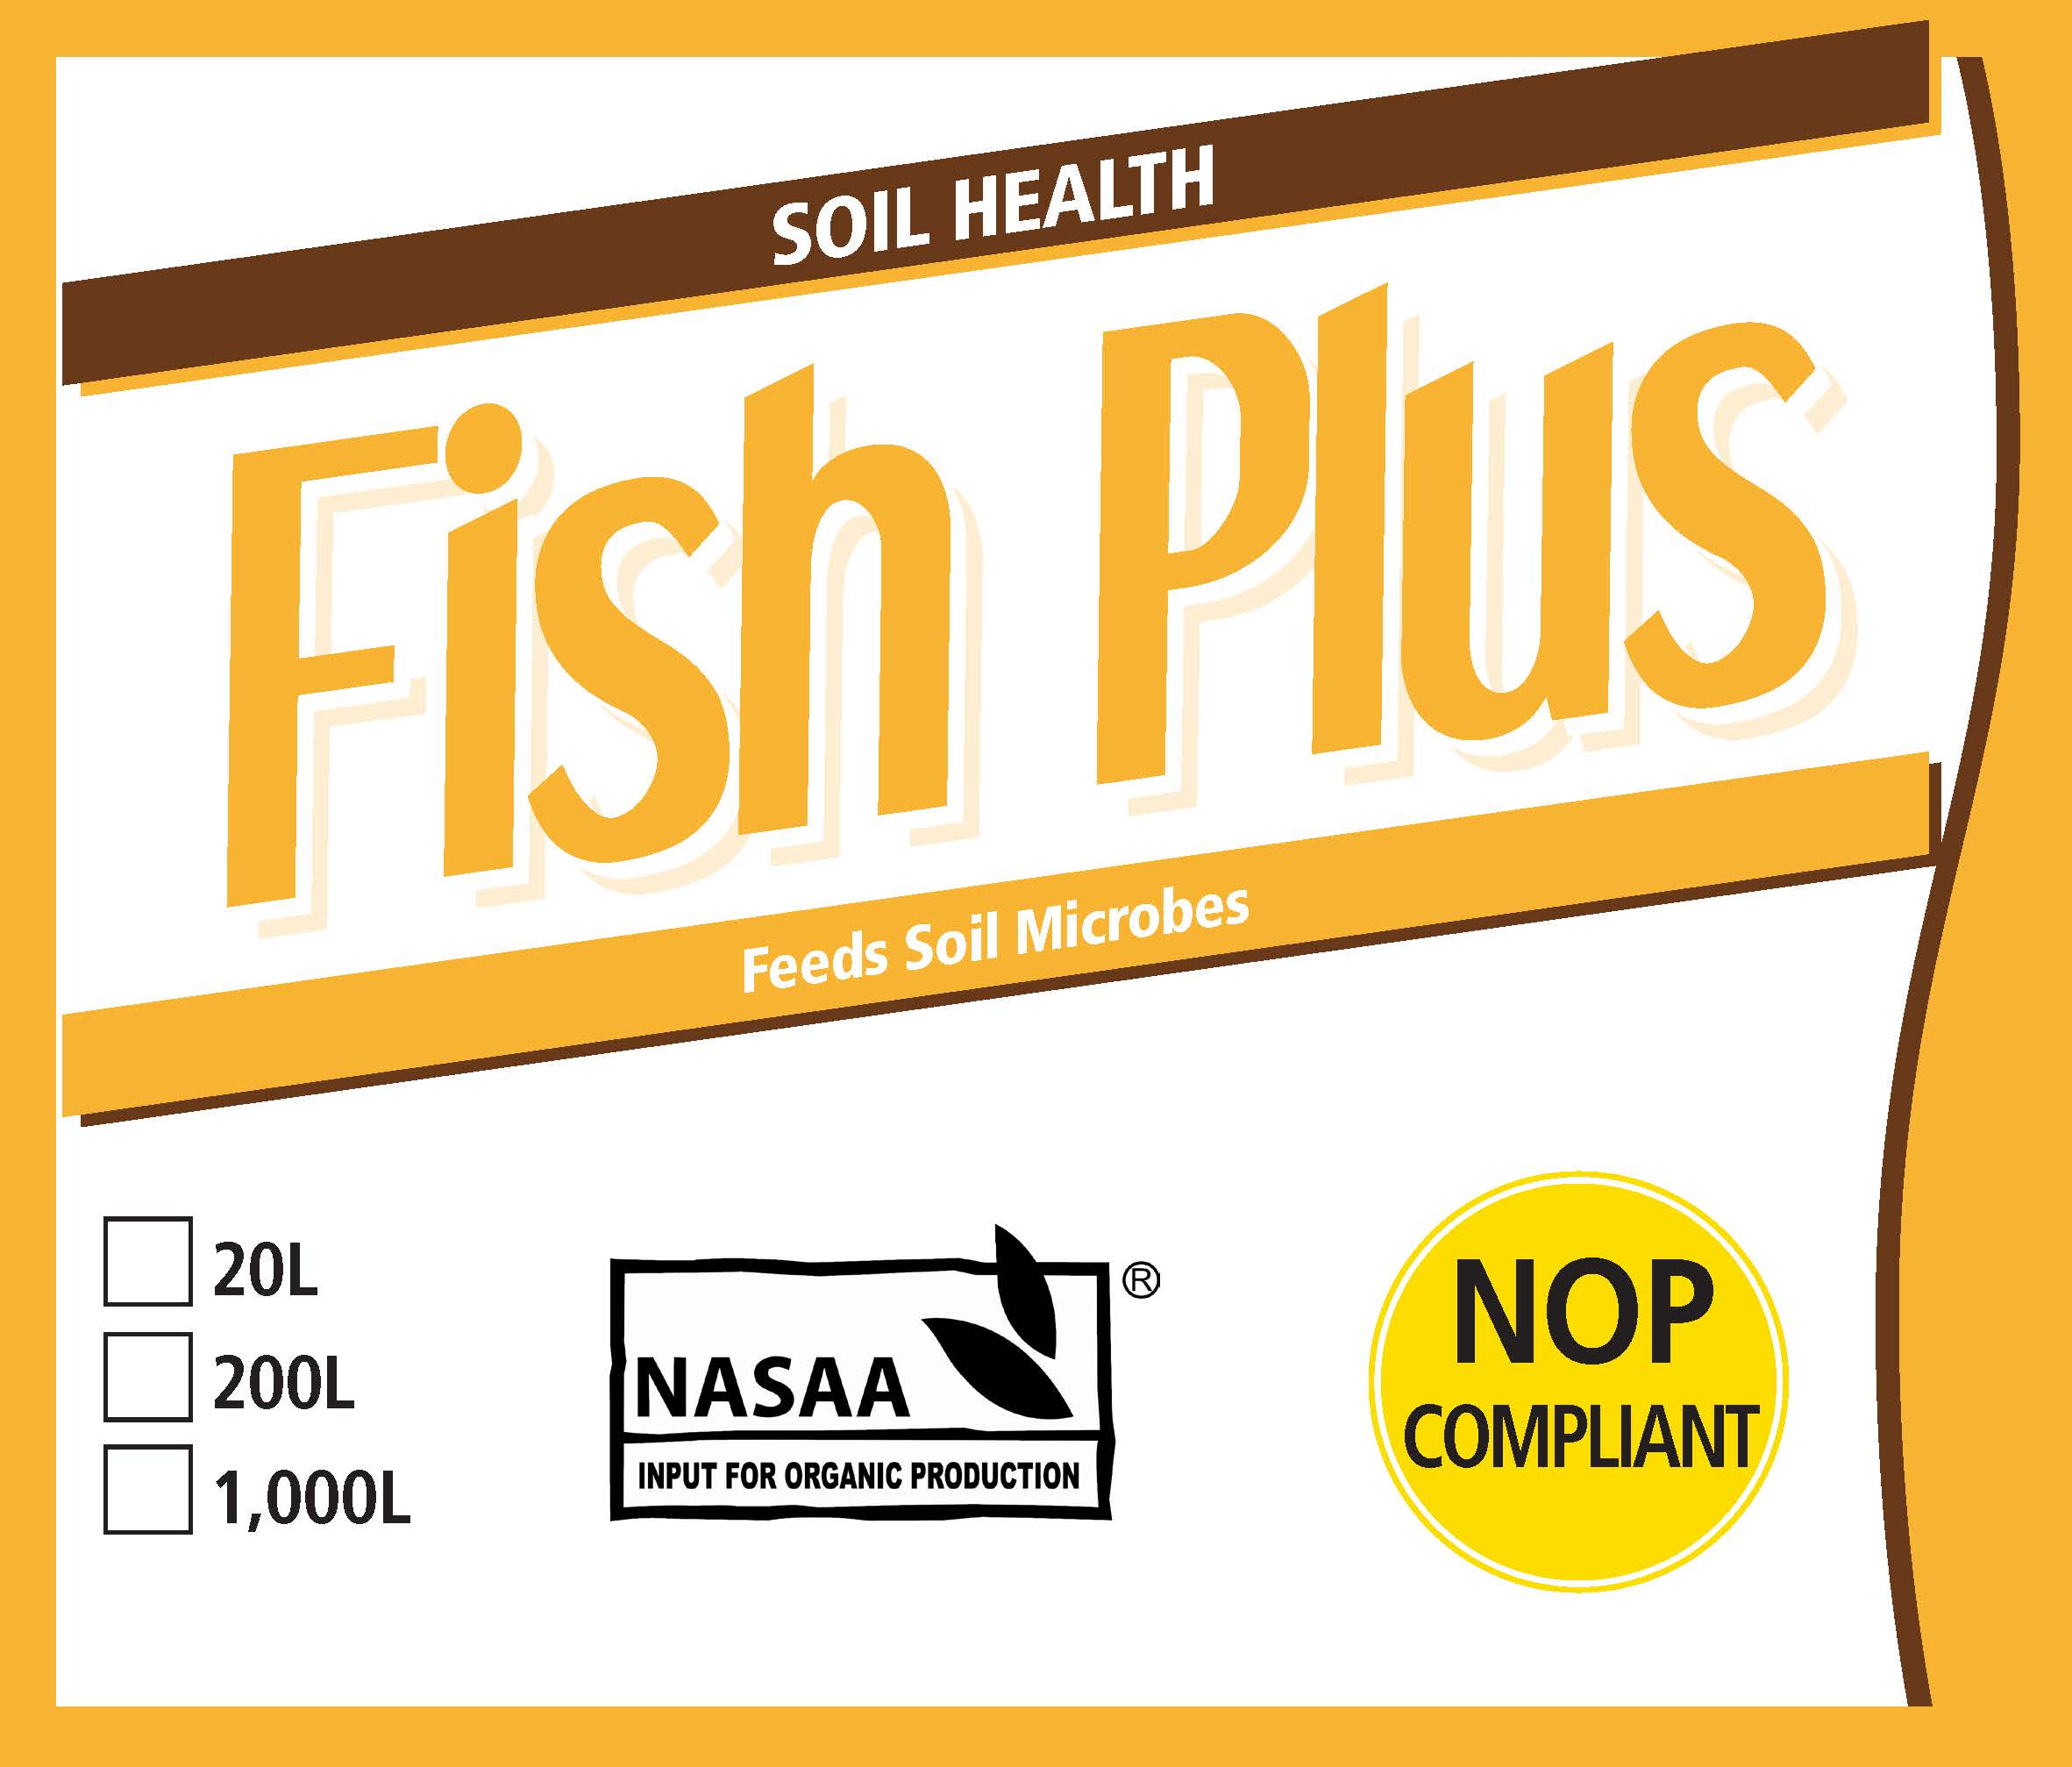 SOIL HEALTH
Fish Plus
Feeds Soil Microbes
20L
200L
1,000L
NASAA
®
INPUT FOR ORGANIC PRODUCTION
NOP
COMPLIANT